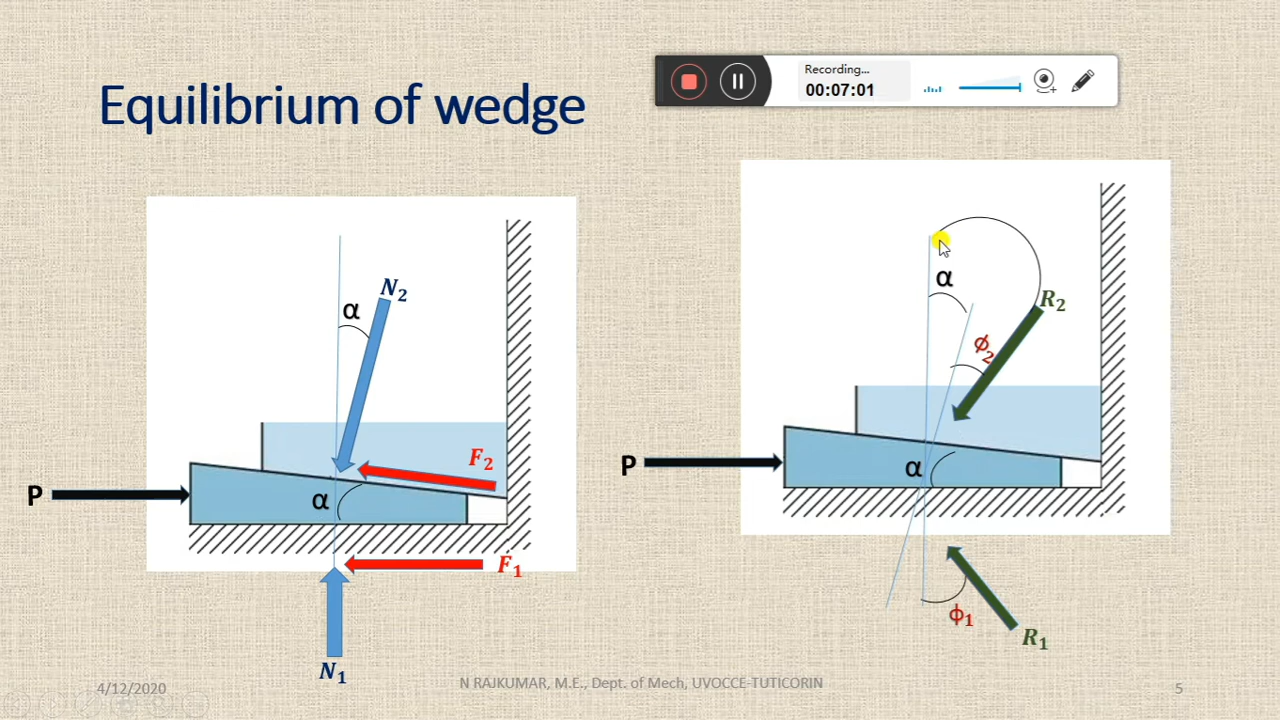 Equilibrium of wedge
Recording...
00:07:01
α
N₂
P
α
F₂
F₁
N₁
α
R₂
ϕ₂
P
α
ϕ₁
R₁
4/12/2020
N RAJKUMAR, M.E., Dept. of Mech, UVOCCE-TUTICORIN
5